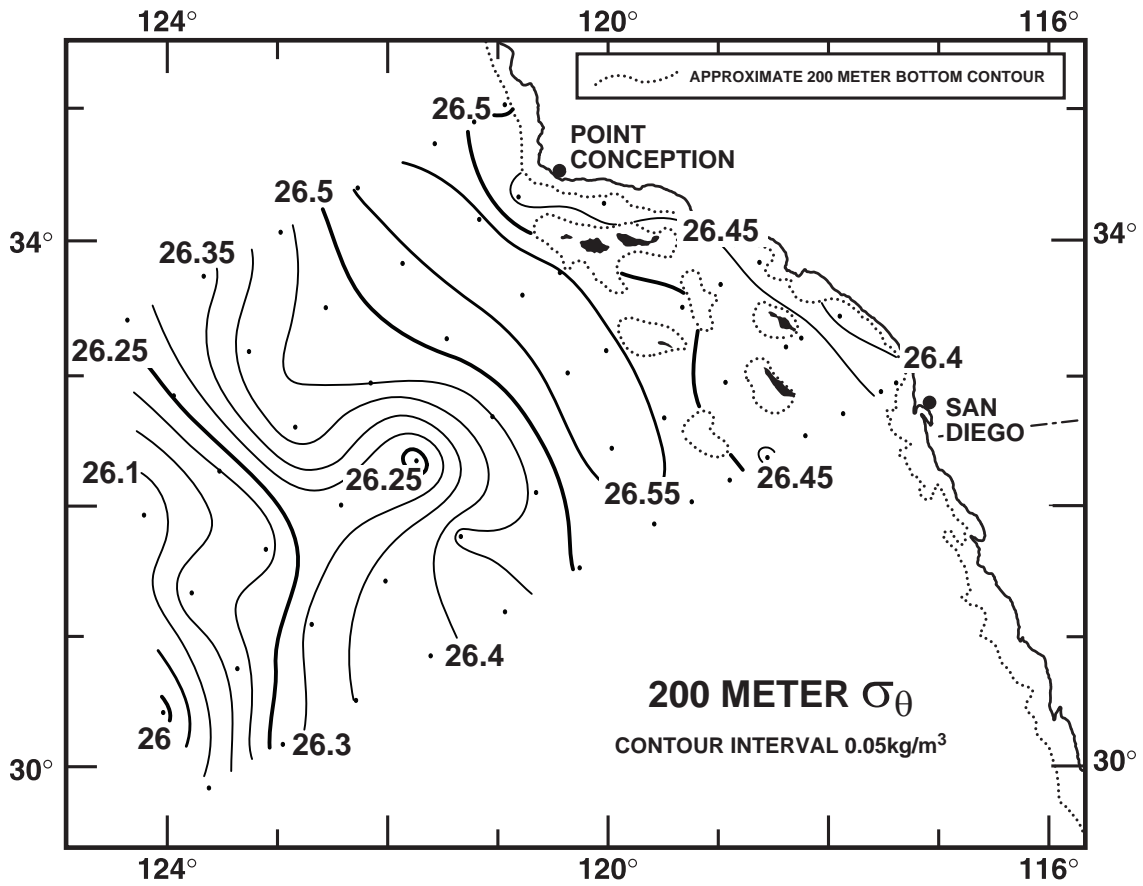 124° 120° 116°
APPROXIMATE 200 METER BOTTOM CONTOUR
26.5
POINT
CONCEPTION
26.5
26.45
34° 34°
26.35
26.25
26.4
SAN
DIEGO
26.1
26.25
26.45
26.55
26.4
200 METER σθ
26
26.3
CONTOUR INTERVAL 0.05kg/m³
30° 30°
124° 120° 116°